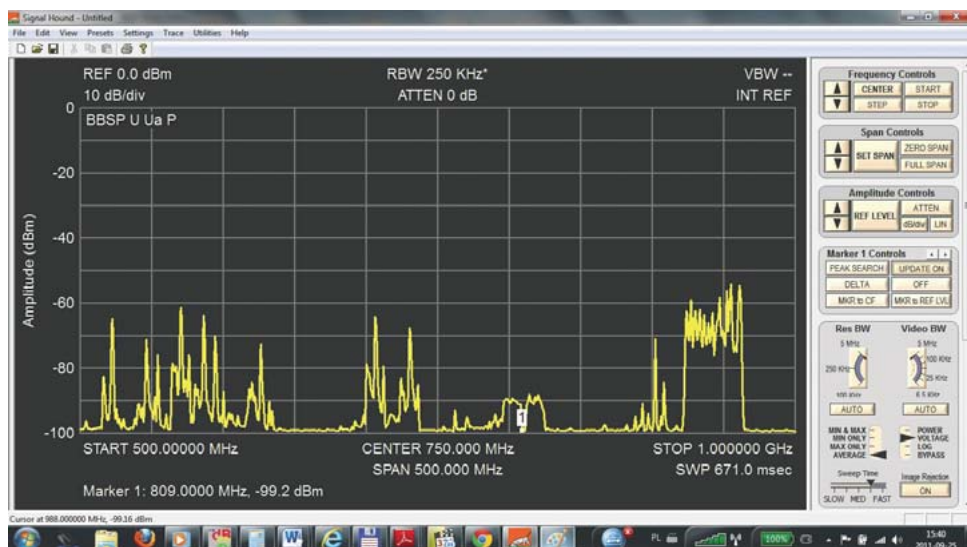 Signal Hound - Untitled
File Edit View Presets Settings Trace Utilities Help
REF 0.0 dBm RBW 250 KHz* VBW --
10 dB/div ATTEN 0 dB INT REF
BBSP U Ua P
0
-20
-40
-60
-80
-100
Amplitude (dBm)
START 500.00000 MHz CENTER 750.000 MHz STOP 1.000000 GHz
SPAN 500.000 MHz SWP 671.0 msec
1
Marker 1: 809.0000 MHz, -99.2 dBm
Frequency Controls
CENTER START
STEP STOP
Span Controls
SET SPAN ZERO SPAN
FULL SPAN
Amplitude Controls
REF LEVEL ATTEN
dB/div LIN
Marker 1 Controls
PEAK SEARCH UPDATE ON
DELTA OFF
MKR to CF MKR to REF LVL
Res BW Video BW
5 MHz 5 MHz
100 KHz
250 KHz
25 KHz
AUTO AUTO
MIN & MAX POWER
MIN ONLY VOLTAGE
MAX ONLY LOG
AVERAGE BYPASS
Sweep Time Image Rejection
SLOW MED FAST ON
Cursor at 988.000000 MHz, -99.16 dBm
PL 100% 15:40
2011-09-25